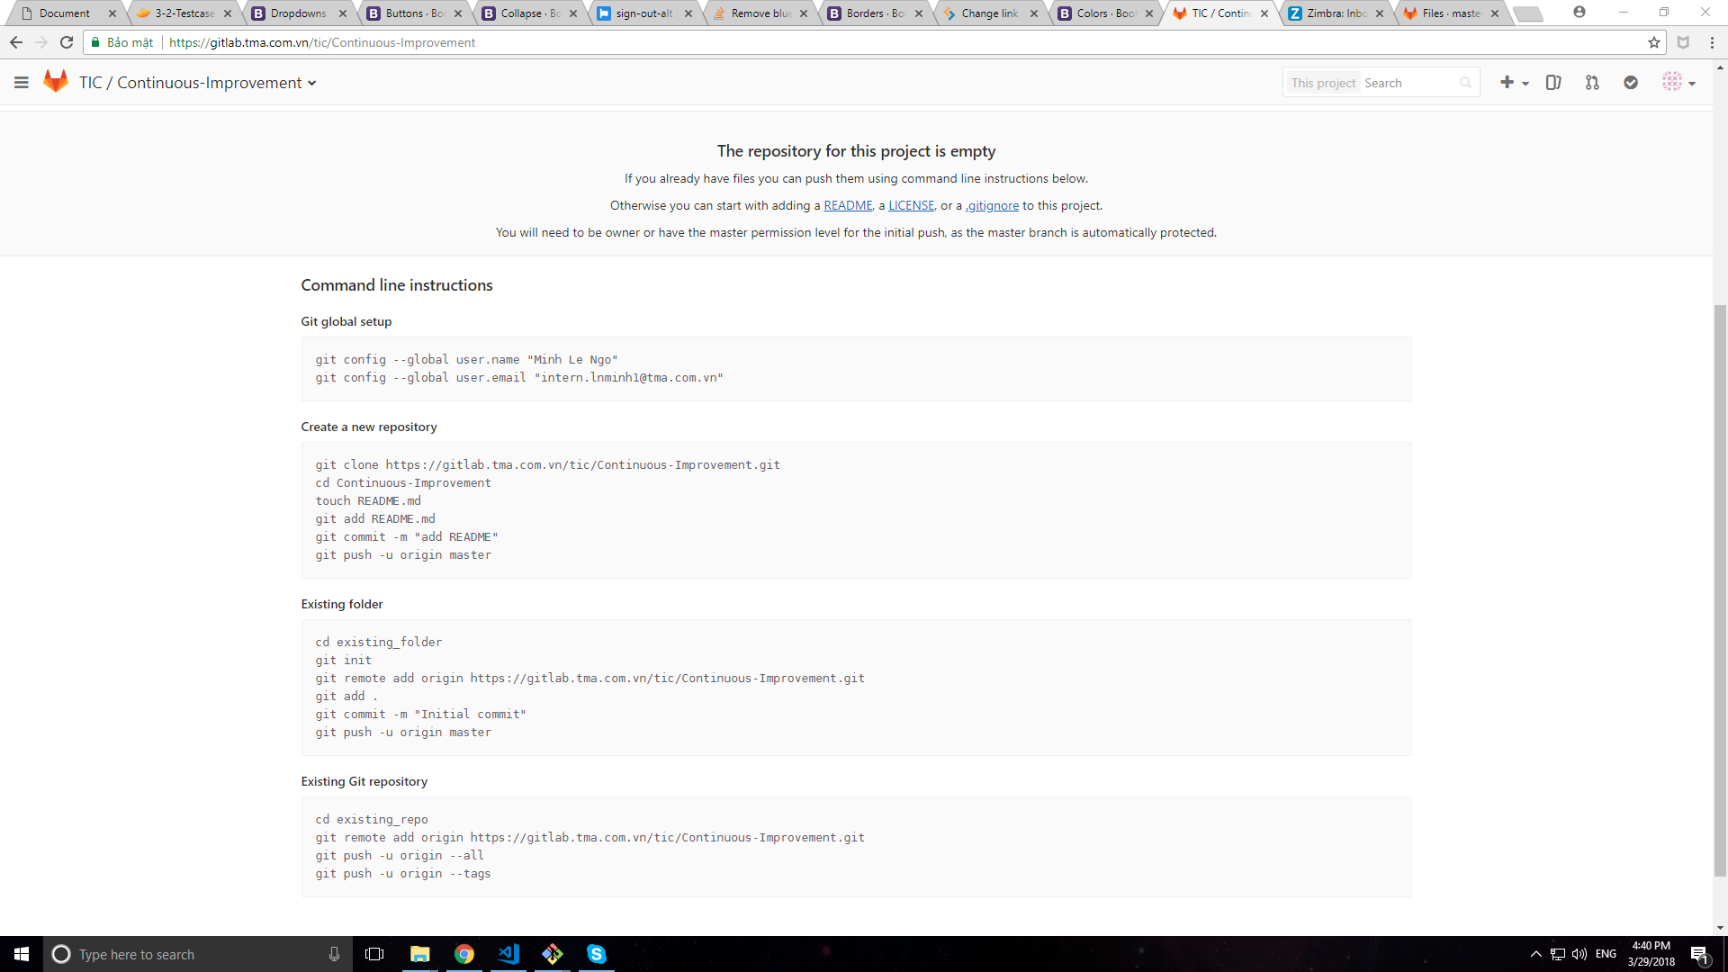 Document
3-2-Testcase
Dropdowns
Buttons · Bo
Collapse · Bo
sign-out-alt
Remove blue
Borders · Bo
Change link
Colors · Boot
TIC / Continu
Zimbra: Inbo
Files · master
Bảo mật
https://gitlab.tma.com.vn/tic/Continuous-Improvement
TIC / Continuous-Improvement
This project Search
The repository for this project is empty
If you already have files you can push them using command line instructions below.
Otherwise you can start with adding a README, a LICENSE, or a .gitignore to this project.
You will need to be owner or have the master permission level for the initial push, as the master branch is automatically protected.
Command line instructions
Git global setup
git config --global user.name "Minh Le Ngo"
git config --global user.email "intern.lnminh1@tma.com.vn"
Create a new repository
git clone https://gitlab.tma.com.vn/tic/Continuous-Improvement.git
cd Continuous-Improvement
touch README.md
git add README.md
git commit -m "add README"
git push -u origin master
Existing folder
cd existing_folder
git init
git remote add origin https://gitlab.tma.com.vn/tic/Continuous-Improvement.git
git add .
git commit -m "Initial commit"
git push -u origin master
Existing Git repository
cd existing_repo
git remote add origin https://gitlab.tma.com.vn/tic/Continuous-Improvement.git
git push -u origin --all
git push -u origin --tags
Type here to search
ENG
4:40 PM
3/29/2018
1